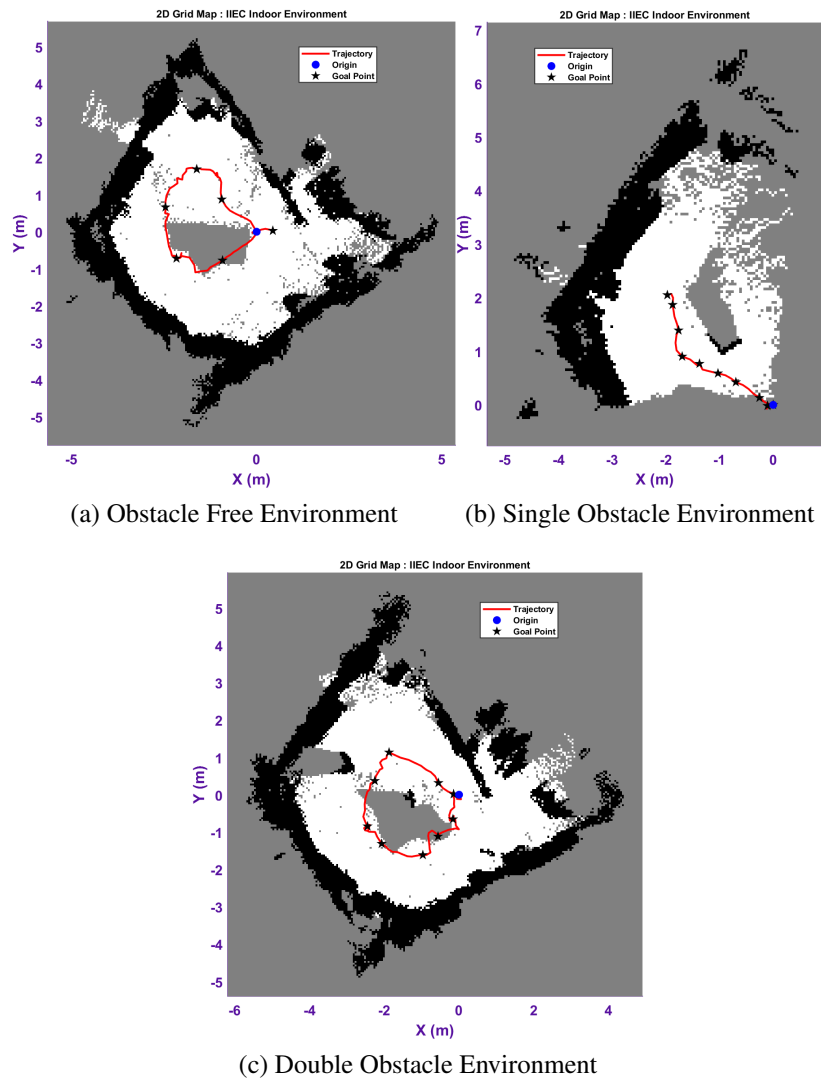 2D Grid Map : IIEC Indoor Environment
Trajectory
Origin
Goal Point
5
4
3
2
1
0
-1
-2
-3
-4
-5
Y (m)
-5
0
5
X (m)
(a) Obstacle Free Environment
2D Grid Map : IIEC Indoor Environment
Trajectory
Origin
Goal Point
7
6
5
4
3
2
1
0
Y (m)
-5
-4
-3
-2
-1
0
X (m)
(b) Single Obstacle Environment
2D Grid Map : IIEC Indoor Environment
Trajectory
Origin
Goal Point
5
4
3
2
1
0
-1
-2
-3
-4
-5
Y (m)
-6
-4
-2
0
2
4
X (m)
(c) Double Obstacle Environment